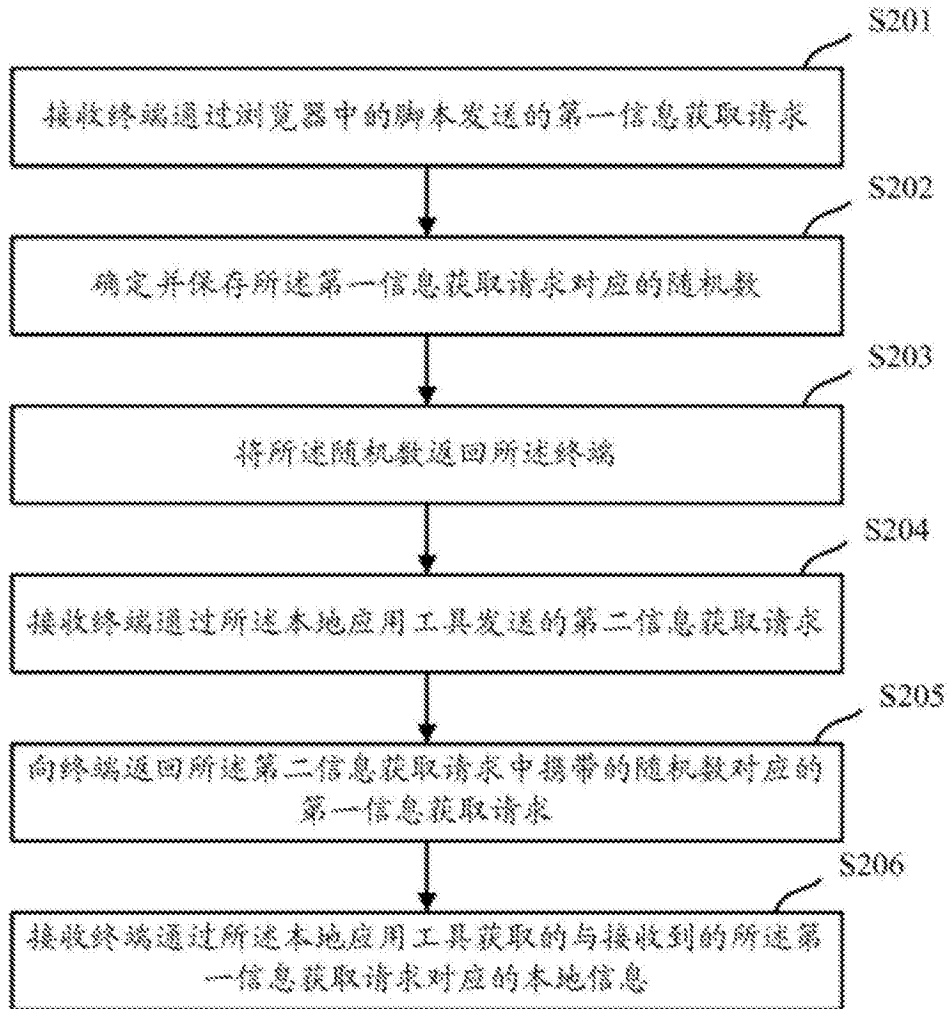 S201
接收终端通过浏览器中的脚本发送的第一信息获取请求
S202
确定并保存所述第一信息获取请求对应的随机数
S203
将所述随机数返回所述终端
S204
接收终端通过所述本地应用工具发送的第二信息获取请求
S205
向终端返回所述第二信息获取请求中携带的随机数对应的
第一信息获取请求
S206
接收终端通过所述本地应用工具获取的与接收到的所述第
一信息获取请求对应的本地信息